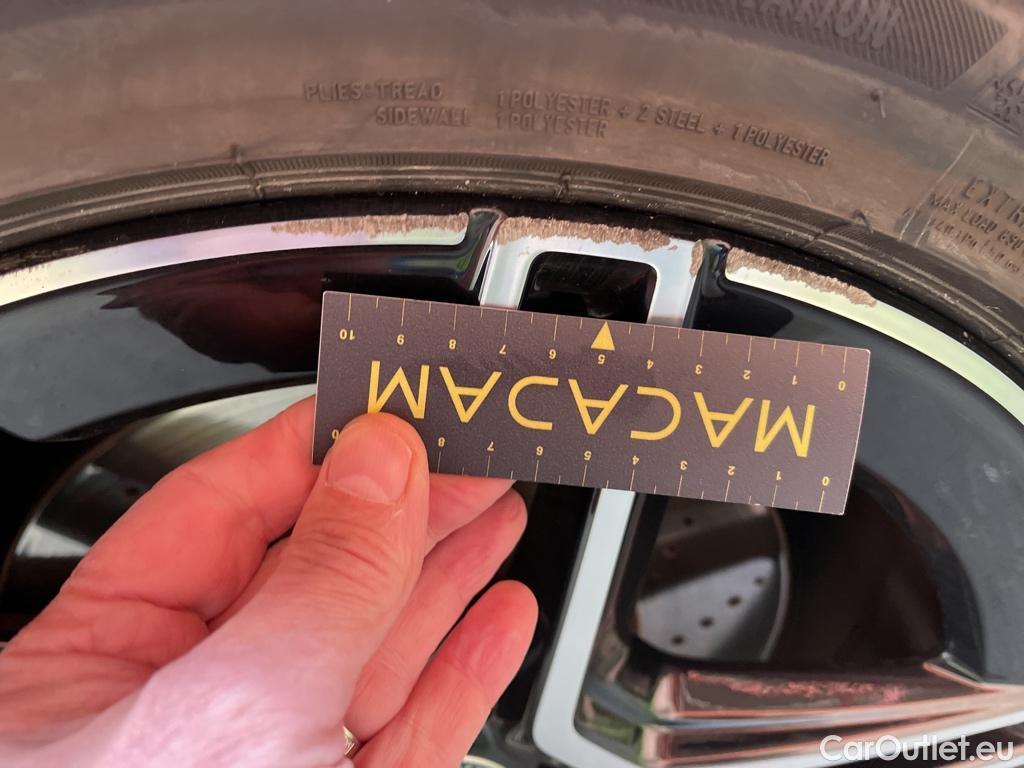 PLIES: TREAD 1 POLYESTER + 2 STEEL + 1 POLYESTER
SIDEWALL 1 POLYESTER
EXTR
MAX LOAD 850
10 9 8 7 6 5 4 3 2 1 0
MACADAM
8 7 6 5 4 3 2 1 0
CarOutlet.eu